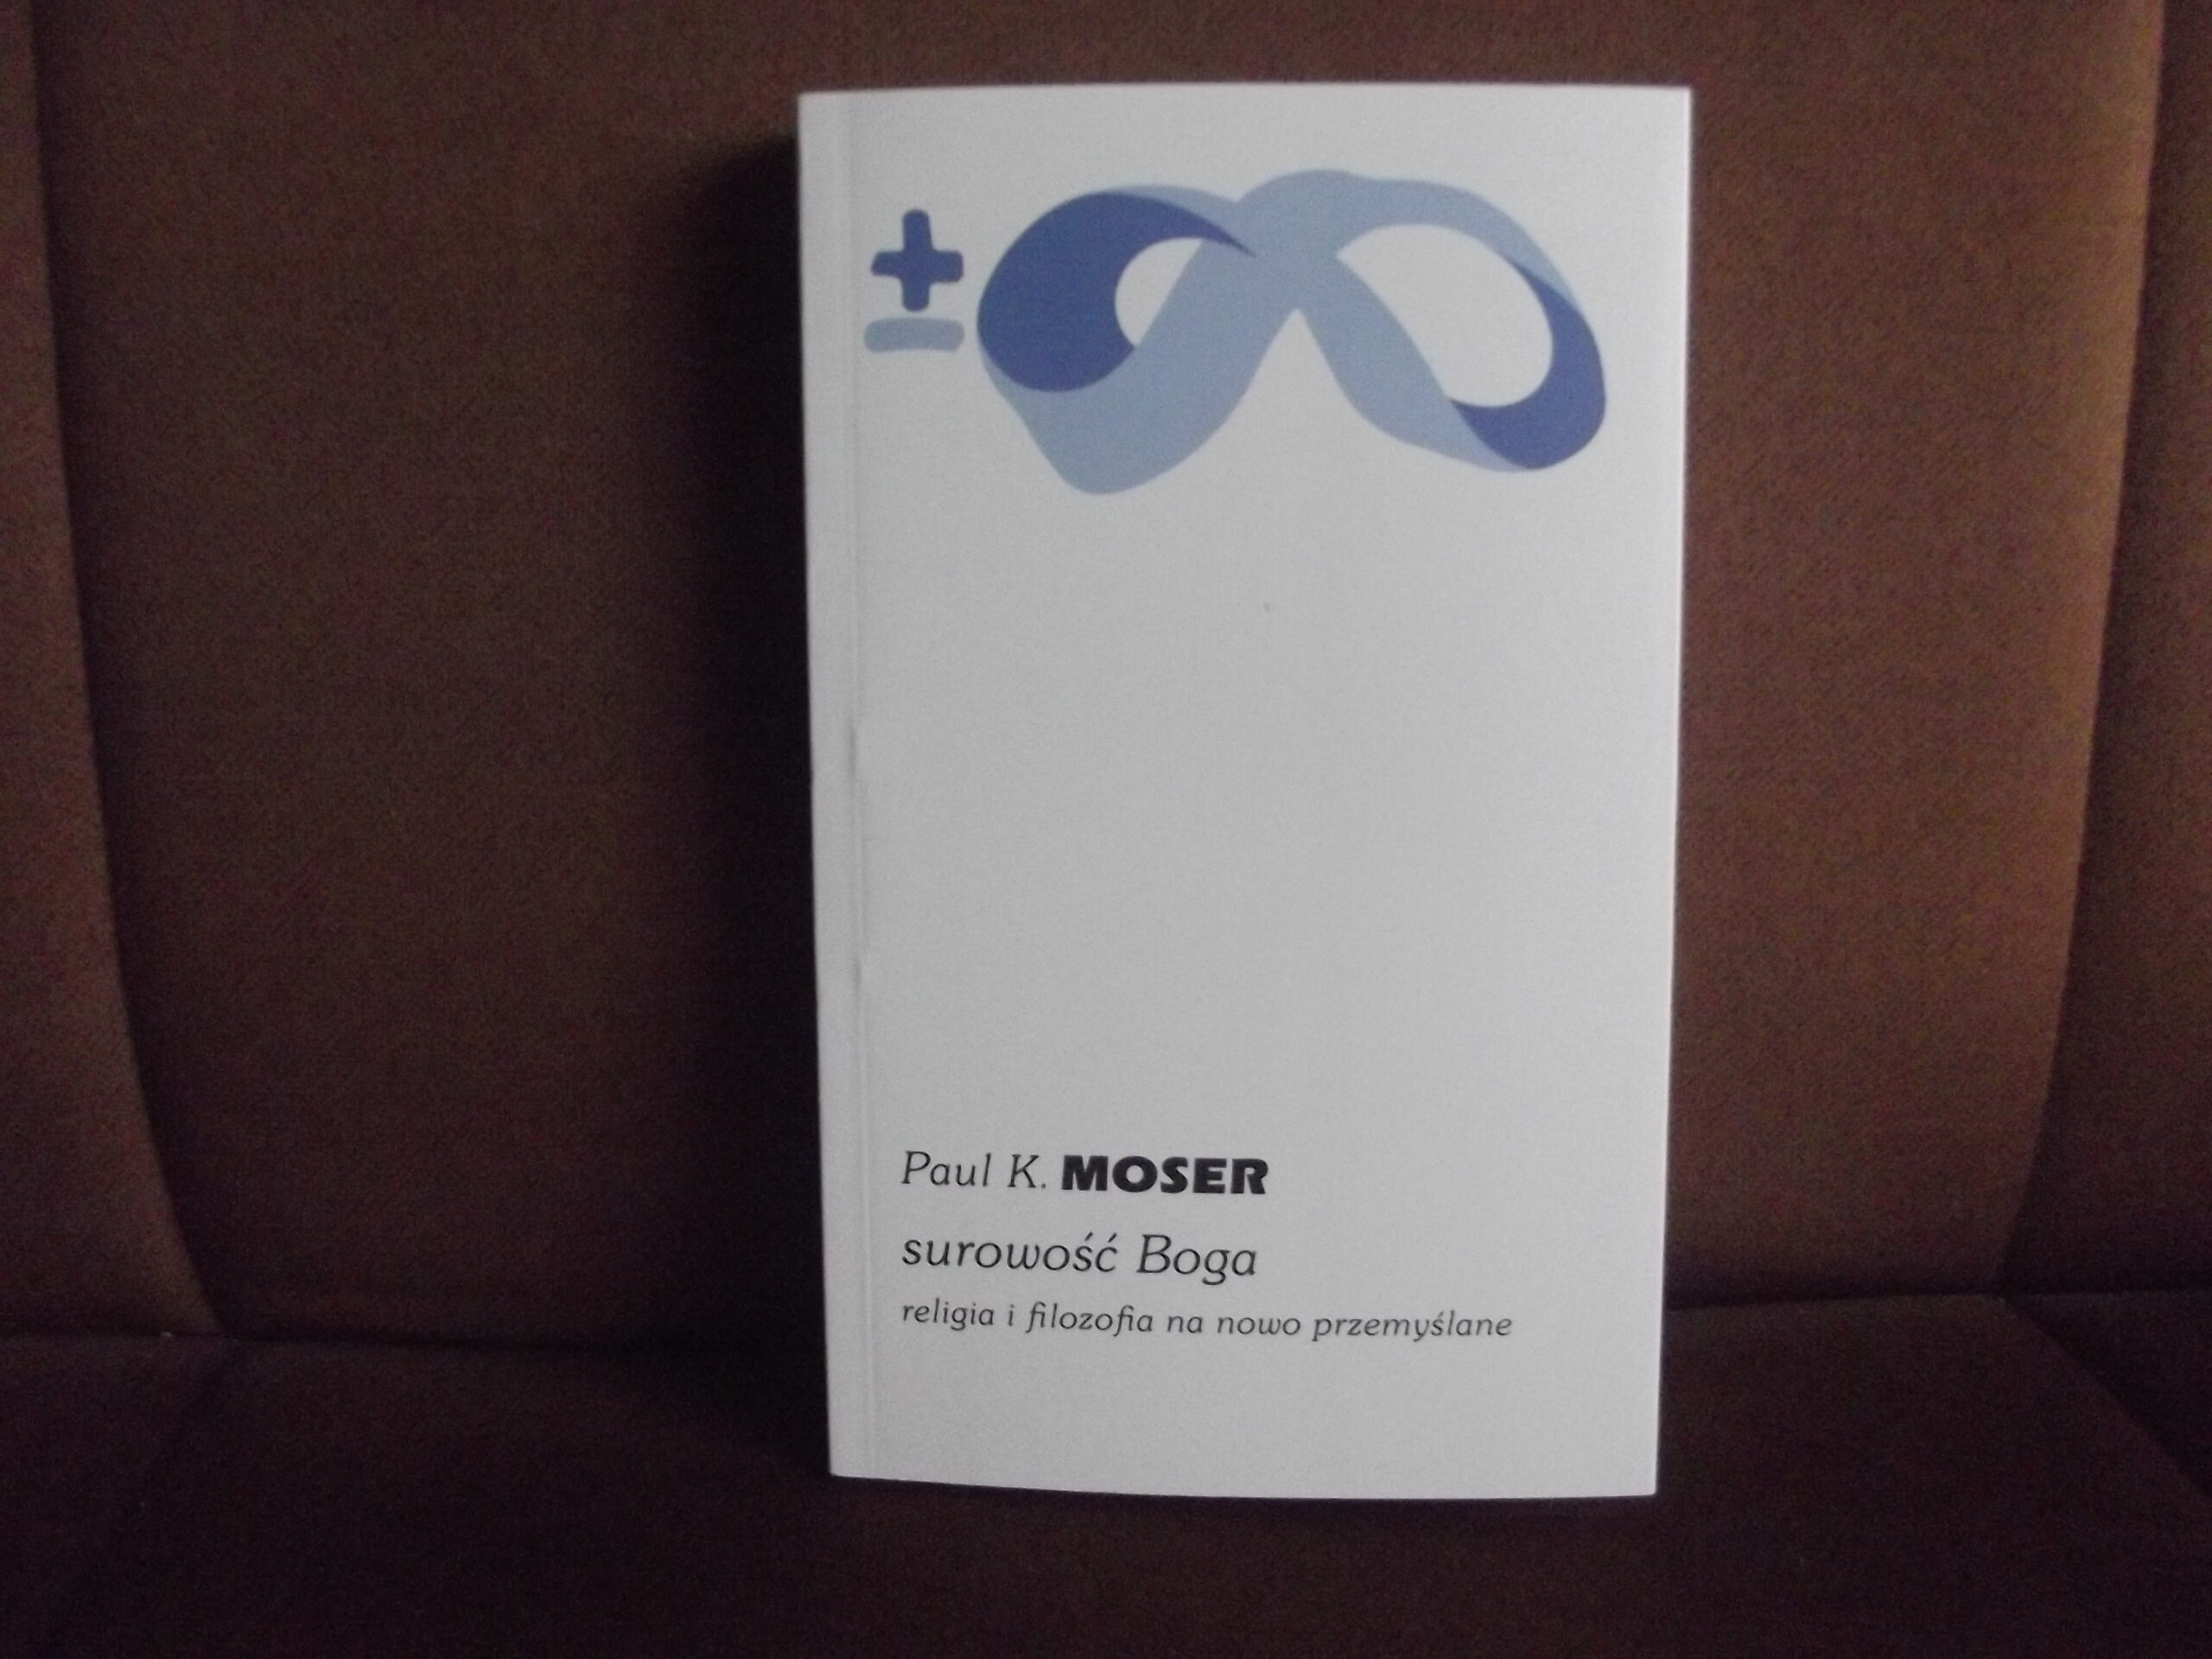 ±
Paul K. MOSER
surowość Boga
religia i filozofia na nowo przemyślane